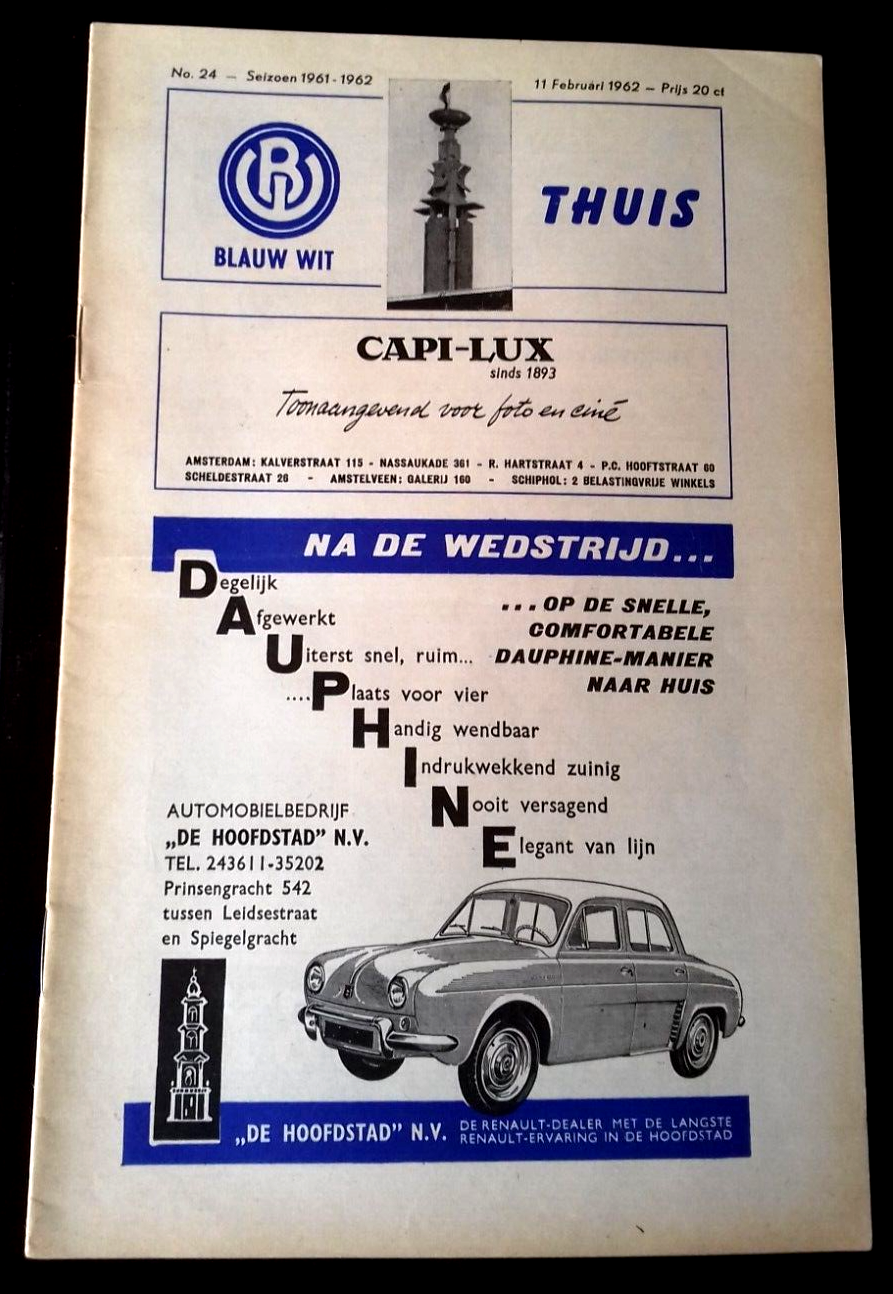 No. 24 — Seizoen 1961-1962
11 Februari 1962 — Prijs 20 ct
BW
BLAUW WIT
THUIS
CAPI-LUX
sinds 1893
Toonaangevend voor foto en ciné
AMSTERDAM: KALVERSTRAAT 115 - NASSAUKADE 361 - R. HARTSTRAAT 4 - P.C. HOOFTSTRAAT 60
SCHELDESTRAAT 26 - AMSTELVEEN: GALERIJ 160 - SCHIPHOL: 2 BELASTINGVRIJE WINKELS
NA DE WEDSTRIJD...
Degelijk
Afgewerkt
Uiterst snel, ruim...
....Plaats voor vier
Handig wendbaar
Indrukwekkend zuinig
Nooit versagend
Elegant van lijn
...OP DE SNELLE,
COMFORTABELE
DAUPHINE-MANIER
NAAR HUIS
AUTOMOBIELBEDRIJF
„DE HOOFDSTAD” N.V.
TEL. 243611-35202
Prinsengracht 542
tussen Leidsestraat
en Spiegelgracht
„DE HOOFDSTAD” N.V.
DE RENAULT-DEALER MET DE LANGSTE
RENAULT-ERVARING IN DE HOOFDSTAD